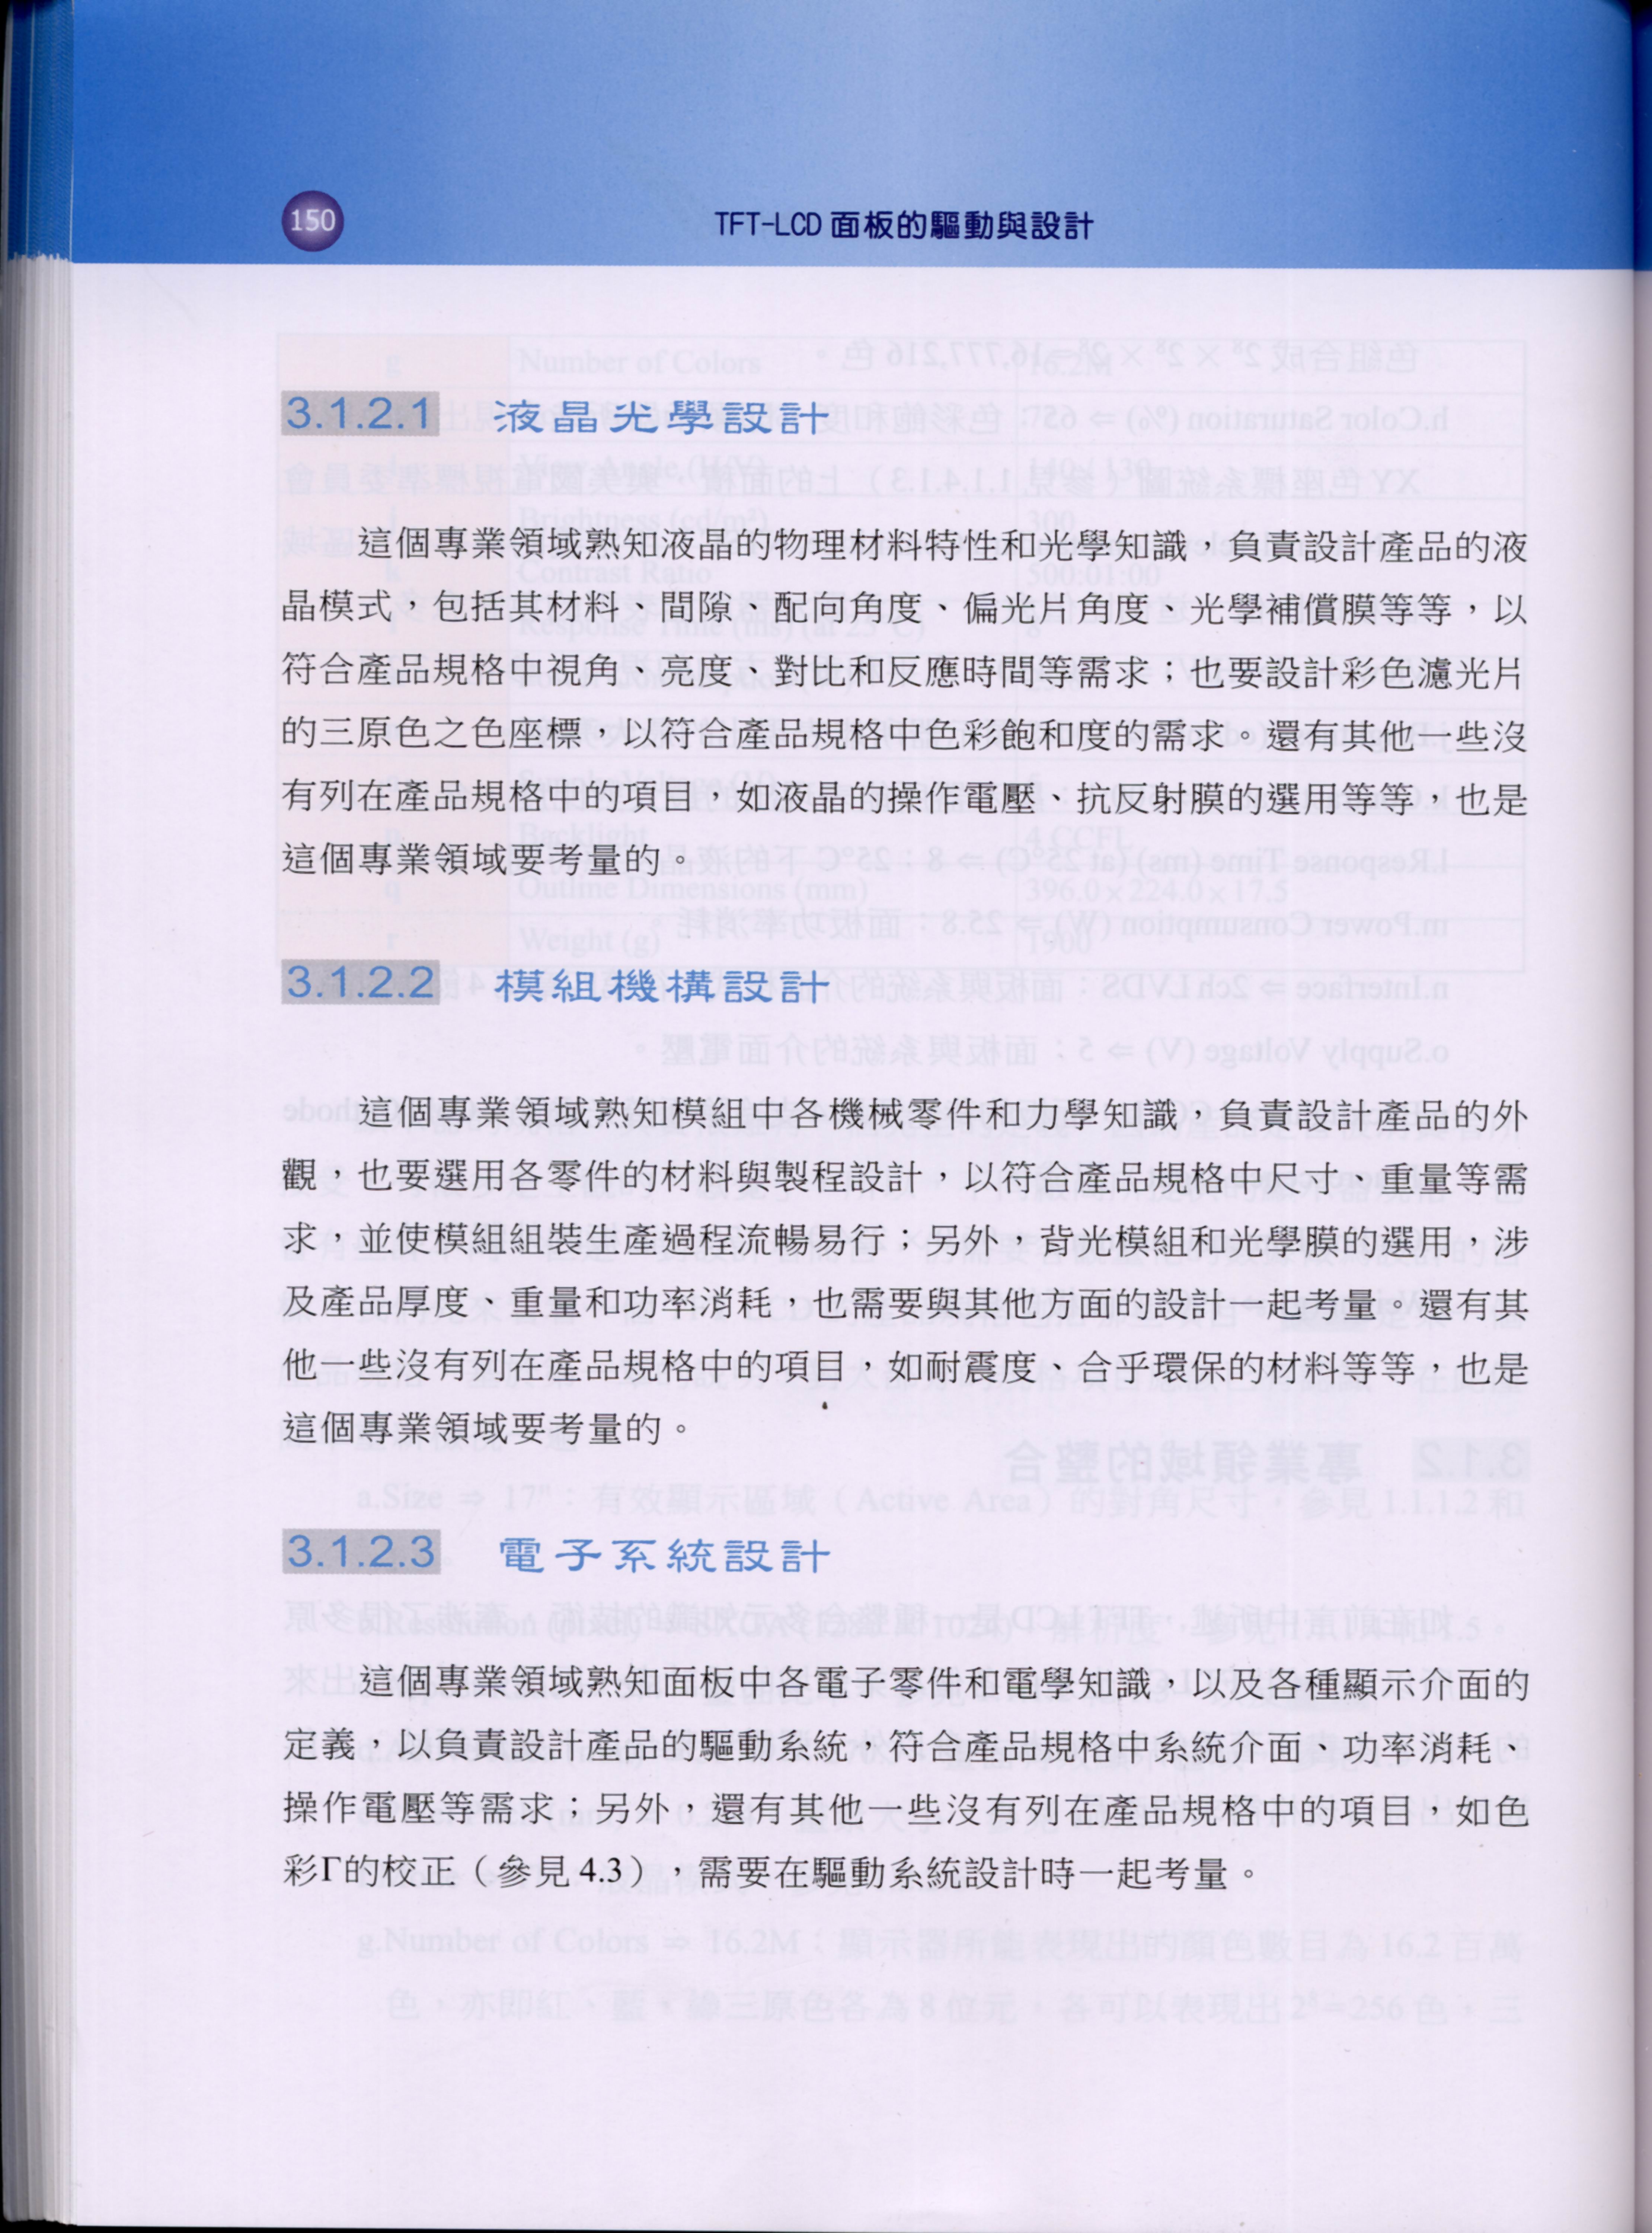 150
TFT-LCD 面板的驅動與設計
3.1.2.1 液晶光學設計
這個專業領域熟知液晶的物理材料特性和光學知識，負責設計產品的液
晶模式，包括其材料、間隙、配向角度、偏光片角度、光學補償膜等等，以
符合產品規格中視角、亮度、對比和反應時間等需求；也要設計彩色濾光片
的三原色之色座標，以符合產品規格中色彩飽和度的需求。還有其他一些沒
有列在產品規格中的項目，如液晶的操作電壓、抗反射膜的選用等等，也是
這個專業領域要考量的。
3.1.2.2 模組機構設計
這個專業領域熟知模組中各機械零件和力學知識，負責設計產品的外
觀，也要選用各零件的材料與製程設計，以符合產品規格中尺寸、重量等需
求，並使模組組裝生產過程流暢易行；另外，背光模組和光學膜的選用，涉
及產品厚度、重量和功率消耗，也需要與其他方面的設計一起考量。還有其
他一些沒有列在產品規格中的項目，如耐震度、合乎環保的材料等等，也是
這個專業領域要考量的。
3.1.2.3 電子系統設計
這個專業領域熟知面板中各電子零件和電學知識，以及各種顯示介面的
定義，以負責設計產品的驅動系統，符合產品規格中系統介面、功率消耗、
操作電壓等需求；另外，還有其他一些沒有列在產品規格中的項目，如色
彩Γ的校正（參見4.3），需要在驅動系統設計時一起考量。